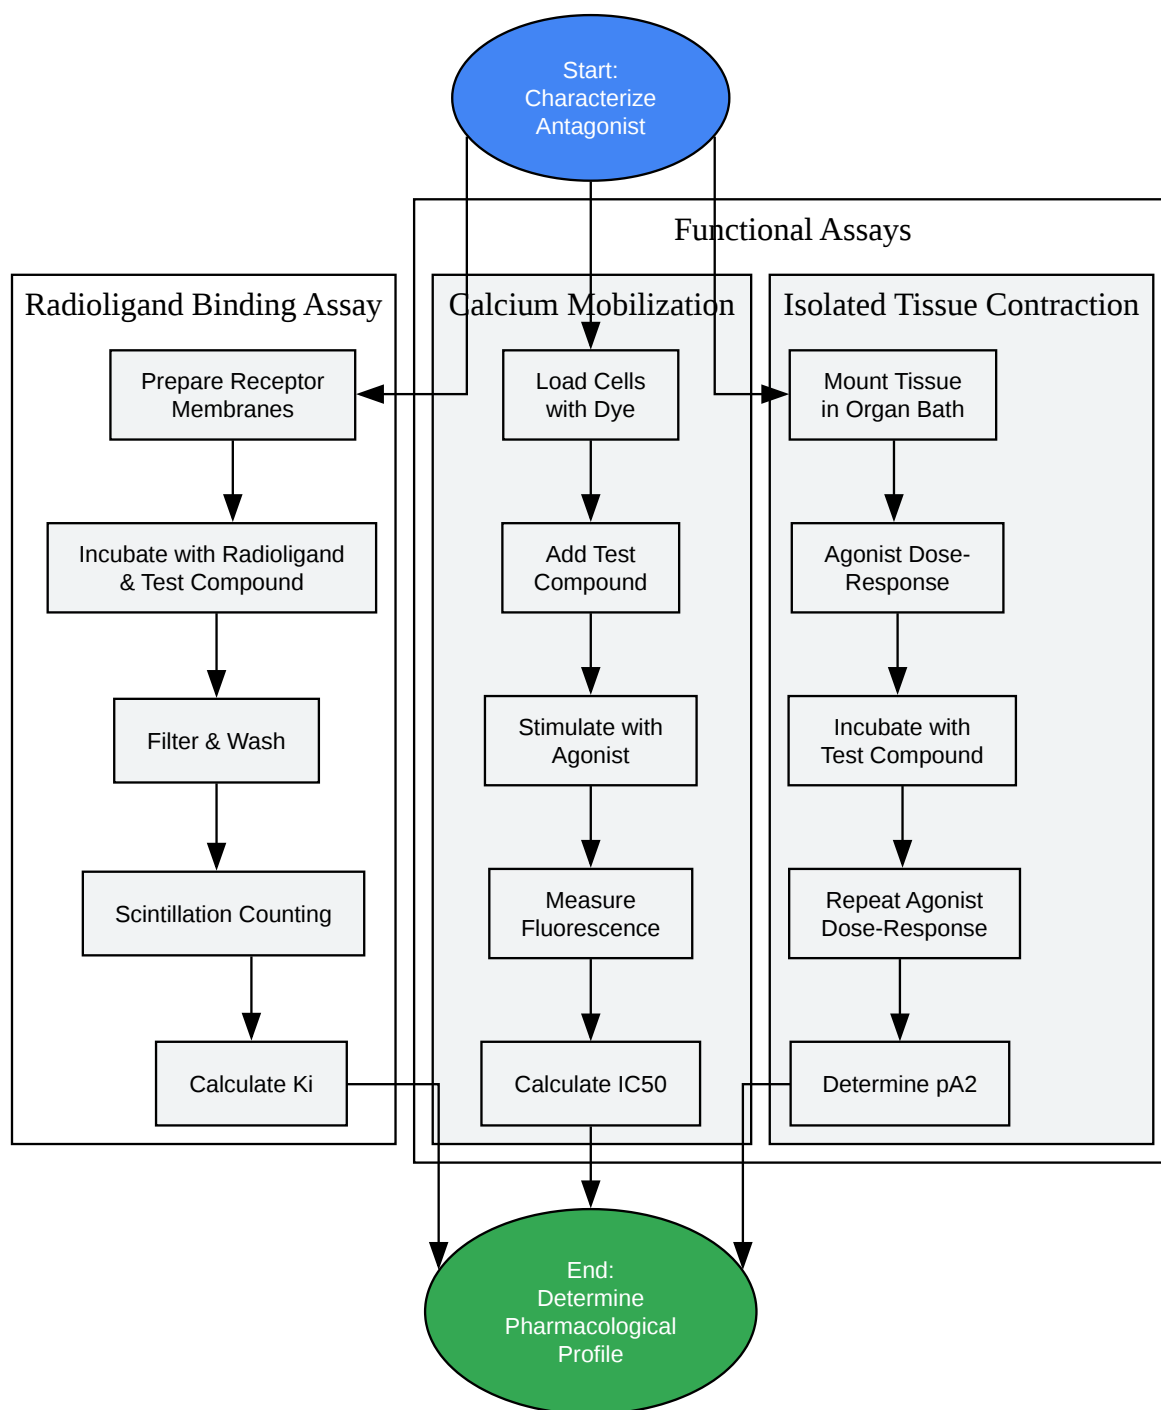 Start:
Characterize
Antagonist
Functional Assays
Radioligand Binding Assay
Prepare Receptor
Membranes
Incubate with Radioligand
& Test Compound
Filter & Wash
Scintillation Counting
Calculate Ki
Calcium Mobilization
Load Cells
with Dye
Add Test
Compound
Stimulate with
Agonist
Measure
Fluorescence
Calculate IC50
Isolated Tissue Contraction
Mount Tissue
in Organ Bath
Agonist Dose-
Response
Incubate with
Test Compound
Repeat Agonist
Dose-Response
Determine pA2
End:
Determine
Pharmacological
Profile